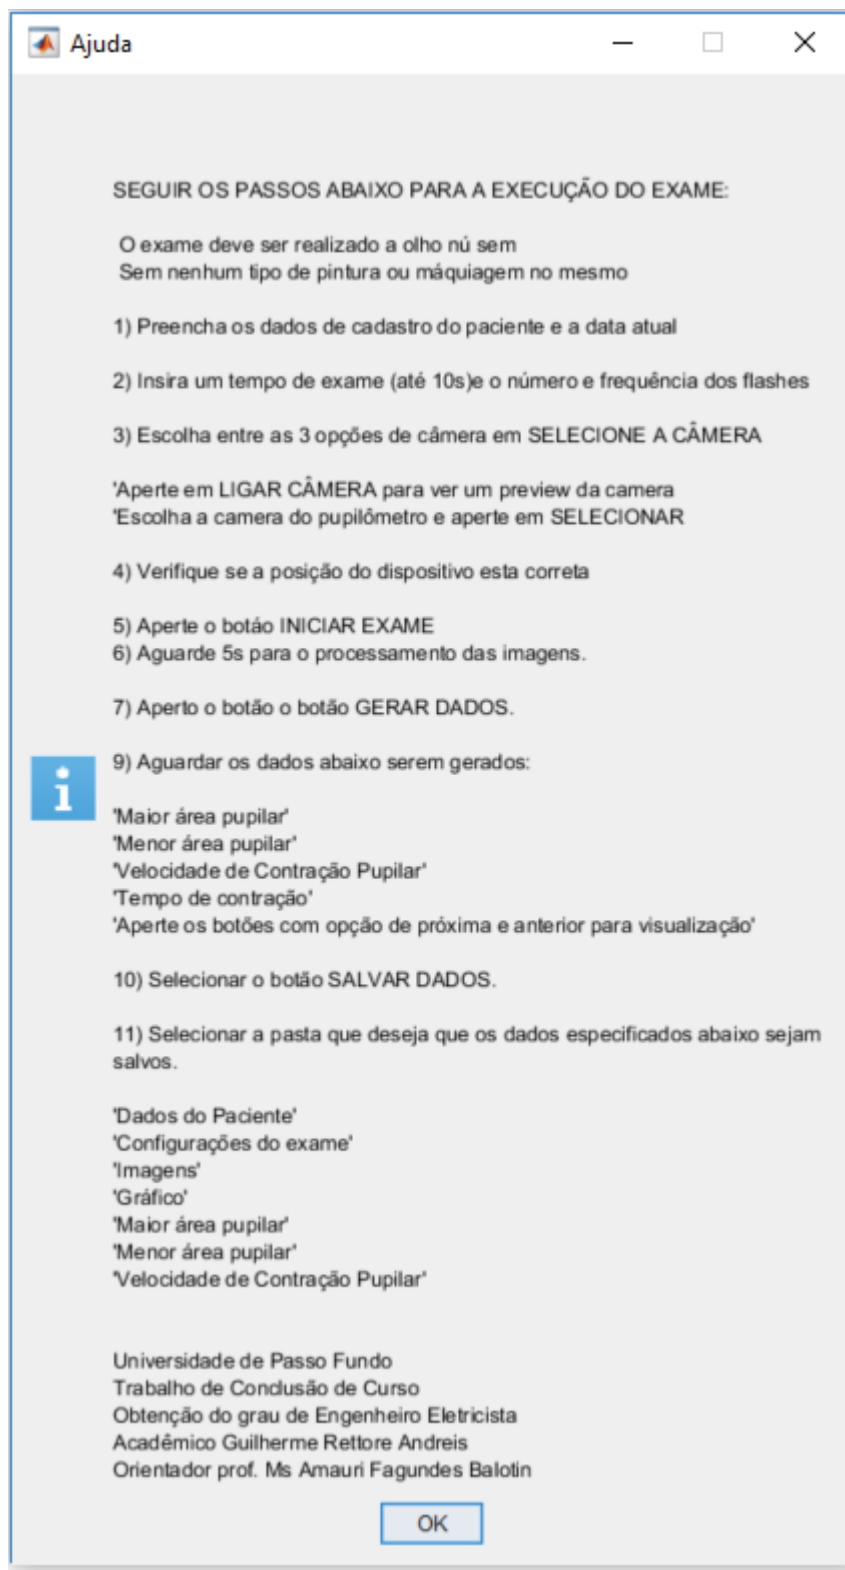 Ajuda
SEGUIR OS PASSOS ABAIXO PARA A EXECUÇÃO DO EXAME:
O exame deve ser realizado a olho nú sem
Sem nenhum tipo de pintura ou máquiagem no mesmo
1) Preencha os dados de cadastro do paciente e a data atual
2) Insira um tempo de exame (até 10s)e o número e frequência dos flashes
3) Escolha entre as 3 opções de câmera em SELECIONE A CÂMERA
'Aperte em LIGAR CÂMERA para ver um preview da camera
'Escolha a camera do pupilômetro e aperte em SELECIONAR
4) Verifique se a posição do dispositivo esta correta
5) Aperte o botáo INICIAR EXAME
6) Aguarde 5s para o processamento das imagens.
7) Aperto o botão o botão GERAR DADOS.
9) Aguardar os dados abaixo serem gerados:
'Maior área pupilar'
'Menor área pupilar'
'Velocidade de Contração Pupilar'
'Tempo de contração'
'Aperte os botões com opção de próxima e anterior para visualização'
10) Selecionar o botão SALVAR DADOS.
11) Selecionar a pasta que deseja que os dados especificados abaixo sejam
salvos.
'Dados do Paciente'
'Configurações do exame'
'Imagens'
'Gráfico'
'Maior área pupilar'
'Menor área pupilar'
'Velocidade de Contração Pupilar'
Universidade de Passo Fundo
Trabalho de Conclusão de Curso
Obtenção do grau de Engenheiro Eletricista
Acadêmico Guilherme Rettore Andreis
Orientador prof. Ms Amauri Fagundes Balotin
OK